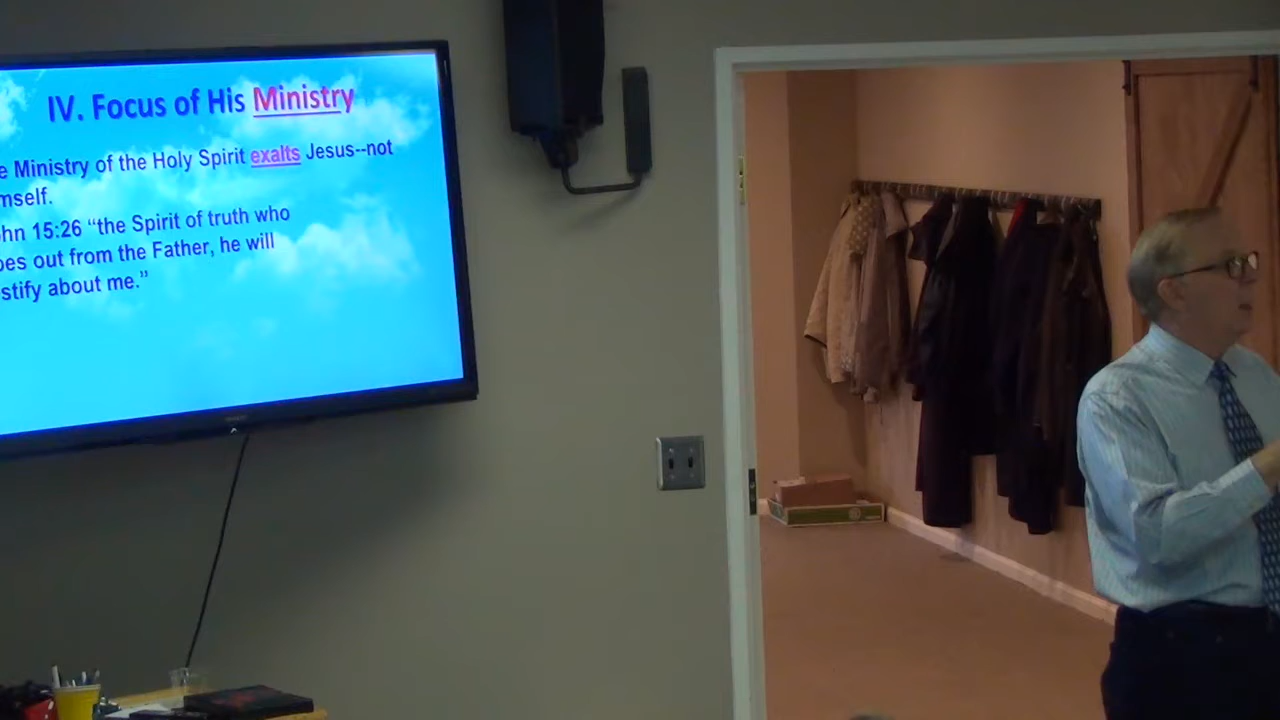 IV. Focus of His Ministry
e Ministry of the Holy Spirit exalts Jesus--not
mself.
hn 15:26 “the Spirit of truth who
oes out from the Father, he will
stify about me.”